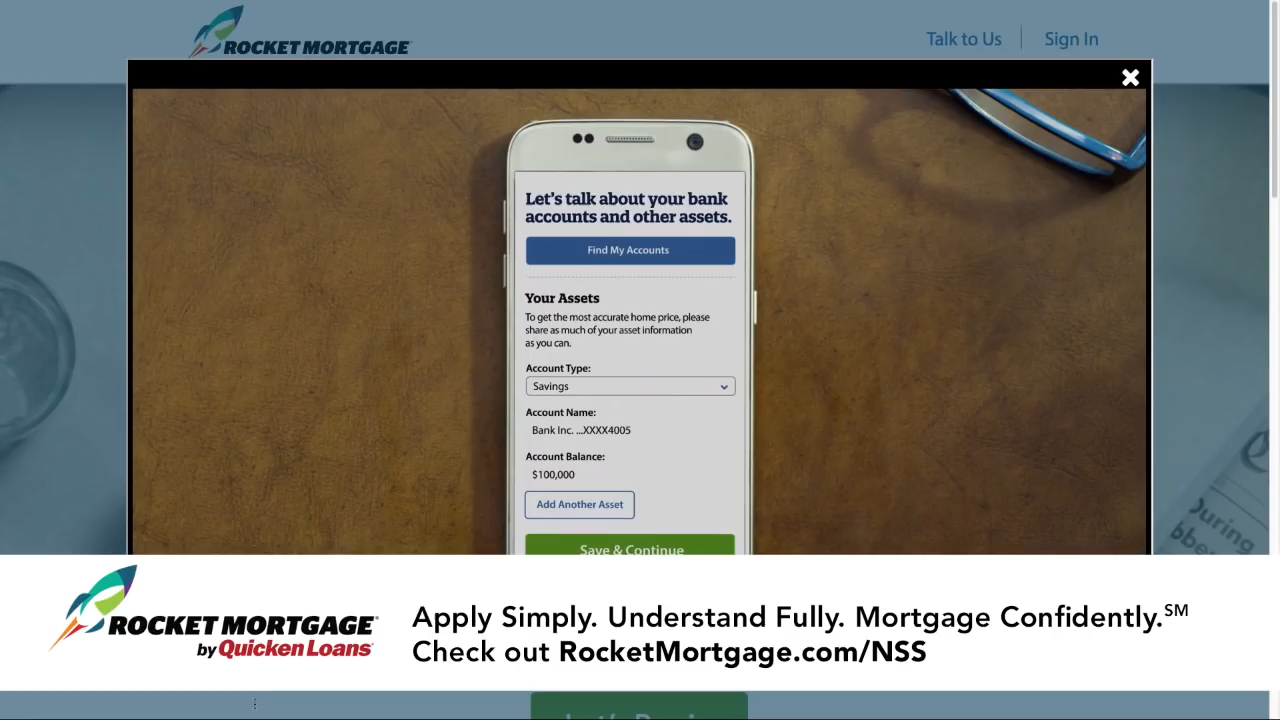 ROCKET MORTGAGE
Talk to Us
Sign In
Let's talk about your bank
accounts and other assets.
Find My Accounts
Your Assets
To get the most accurate home price, please
share as much of your asset information
as you can.
Account Type:
Savings
Account Name:
Bank Inc. ...XXXX4005
Account Balance:
$100,000
Add Another Asset
Save & Continue
During
ROCKET MORTGAGE
by Quicken Loans
Apply Simply. Understand Fully. Mortgage Confidently.SM
Check out RocketMortgage.com/NSS